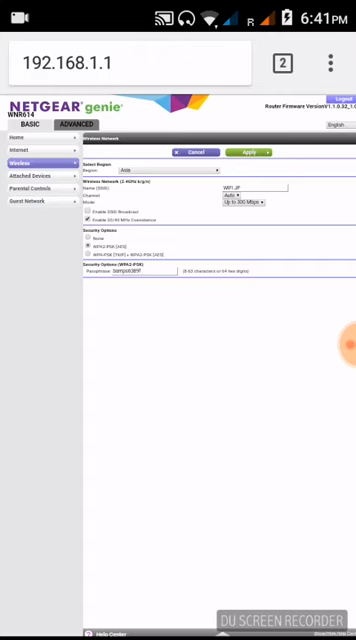 R 6:41PM
192.168.1.1
2
NETGEAR genie®
WNR614
Logout
Router Firmware Version
BASIC ADVANCED
English
Home
Internet
Wireless
Attached Devices
Parental Controls
Guest Network
Wireless Network
Cancel Apply
Select Region
Region: Asia
Wireless Network (2.4GHz b/g/n)
Name (SSID)
Channel Auto
Mode Up to 300 Mbps
Enable SSID Broadcast
Enable 20/40 MHz Coexistence
Security Options
None
WPA2-PSK [AES]
WPA-PSK [TKIP] + WPA2-PSK [AES]
Security Options (WPA2-PSK)
Passphrase: (8-63 characters or 64 hex digits)
DU SCREEN RECORDER
Help Center